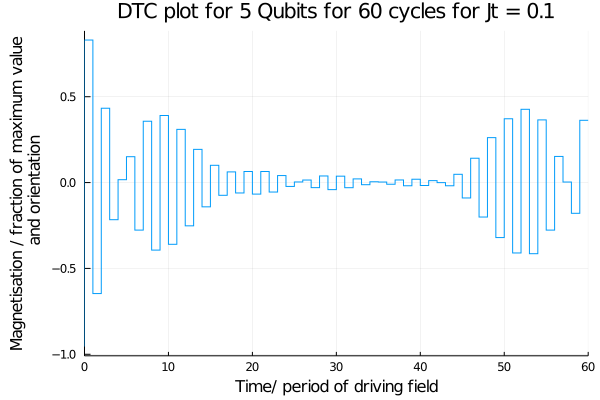 DTC plot for 5 Qubits for 60 cycles for Jt = 0.1
Magnetisation / fraction of maximum value
and orientation
0.5
0.0
−0.5
−1.0
0 10 20 30 40 50 60
Time/ period of driving field